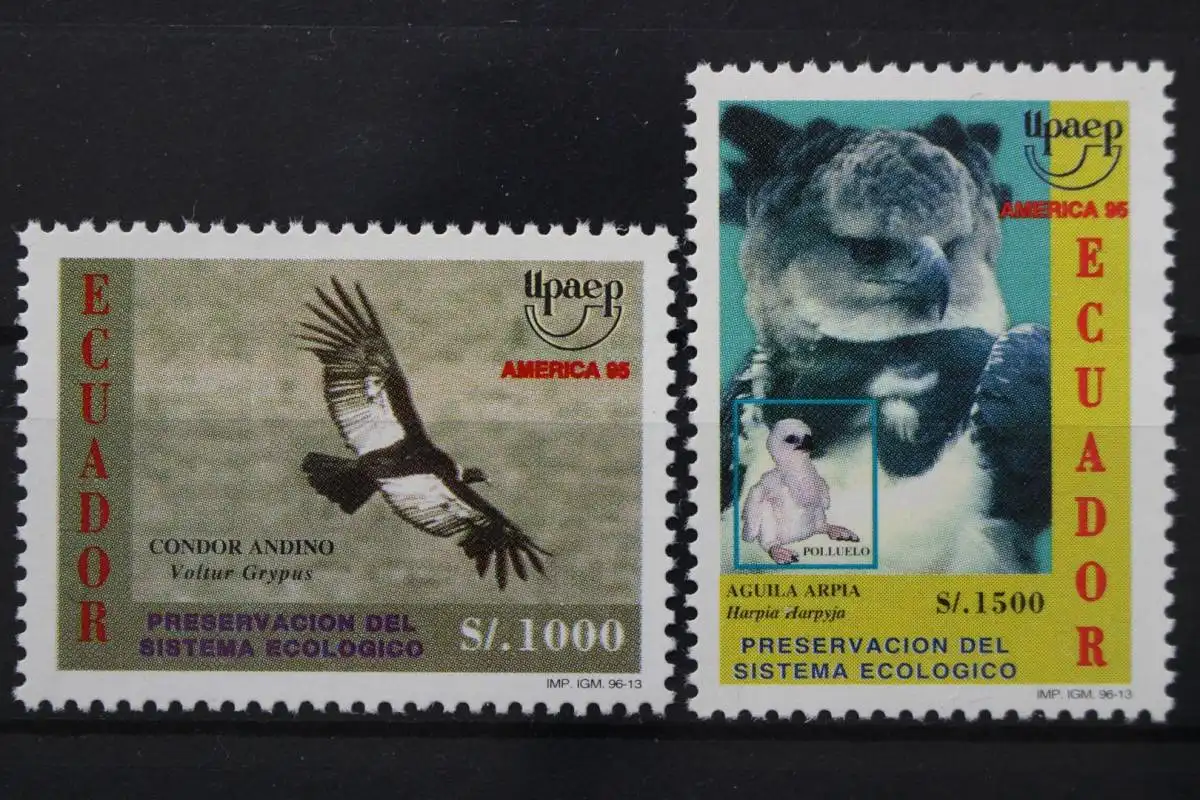 ECUADOR
Upaep
AMERICA 95
CONDOR ANDINO
Voltur Grypus
PRESERVACION DEL
SISTEMA ECOLOGICO
S/.1000
IMP. IGM. 96-13
Upaep
AMERICA 95
ECUADOR
POLLUELO
AGUILA ARPIA
Harpia Harpyja
S/.1500
PRESERVACION DEL
SISTEMA ECOLOGICO
IMP. IGM. 96-13